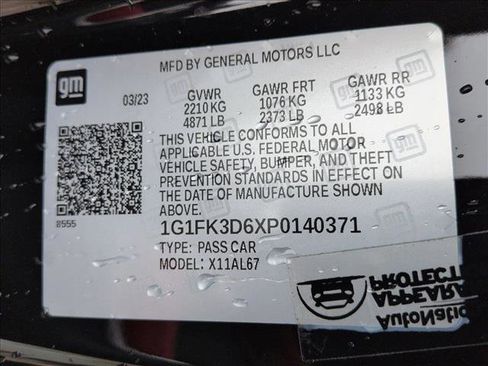 gm
MFD BY GENERAL MOTORS LLC
03/23
GVWR GAWR FRT GAWR RR
2210 KG 1076 KG 1133 KG
4871 LB 2373 LB 2498 LB
THIS VEHICLE CONFORMS TO ALL
APPLICABLE U.S. FEDERAL MOTOR
VEHICLE SAFETY, BUMPER, AND THEFT
PREVENTION STANDARDS IN EFFECT ON
THE DATE OF MANUFACTURE SHOWN
ABOVE.
8555
1G1FK3D6XP0140371
TYPE: PASS CAR
MODEL: X11AL67
AutoNatio
APPEARA
PROTECT